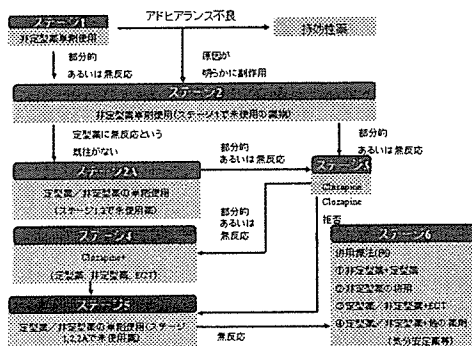 ステージ1
非定型薬単剤使用
アドヒアランス不良
持効性薬
部分的
あるいは無反応
原因が
明らかに副作用
ステージ2
非定型薬単剤使用(ステージ1で未使用の薬物)
定型薬に無反応という
既往がない
部分的
あるいは無反応
ステージ2A
定型薬/非定型薬の単剤使用
(ステージ1,2で未使用薬)
部分的
あるいは無反応
ステージ3
Clozapine
Clozapine
拒否
部分的
あるいは
無反応
ステージ4
Clozapine+
(定型薬、非定型薬、ECT)
ステージ5
定型薬/非定型薬の単剤使用(ステージ
1,2,2Aで未使用薬)
無反応
ステージ6
併用療法(例)
①非定型薬+定型薬
②非定型薬の併用
③定型薬/非定型薬+ECT
④定型薬/非定型薬+他の薬剤
(気分安定薬等)